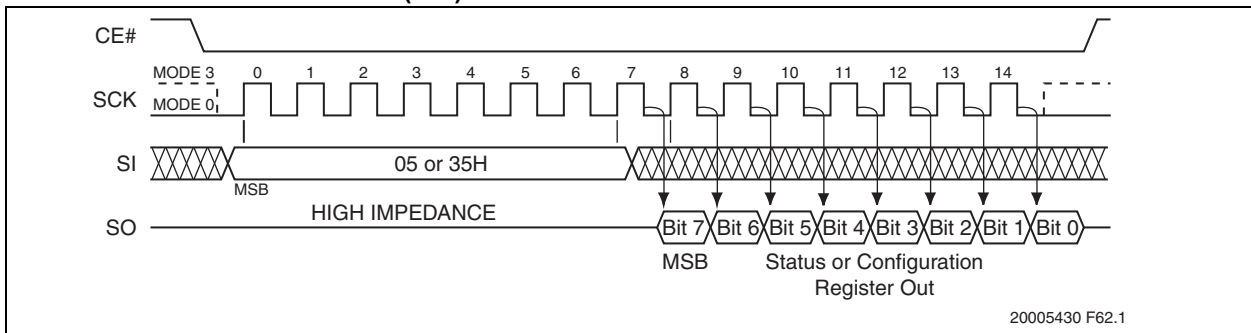 CE#
MODE 3
0 1 2 3 4 5 6 7 8 9 10 11 12 13 14
SCK
MODE 0
SI
05 or 35H
MSB
HIGH IMPEDANCE
SO
Bit 7 Bit 6 Bit 5 Bit 4 Bit 3 Bit 2 Bit 1 Bit 0
MSB
Status or Configuration
Register Out
20005430 F62.1